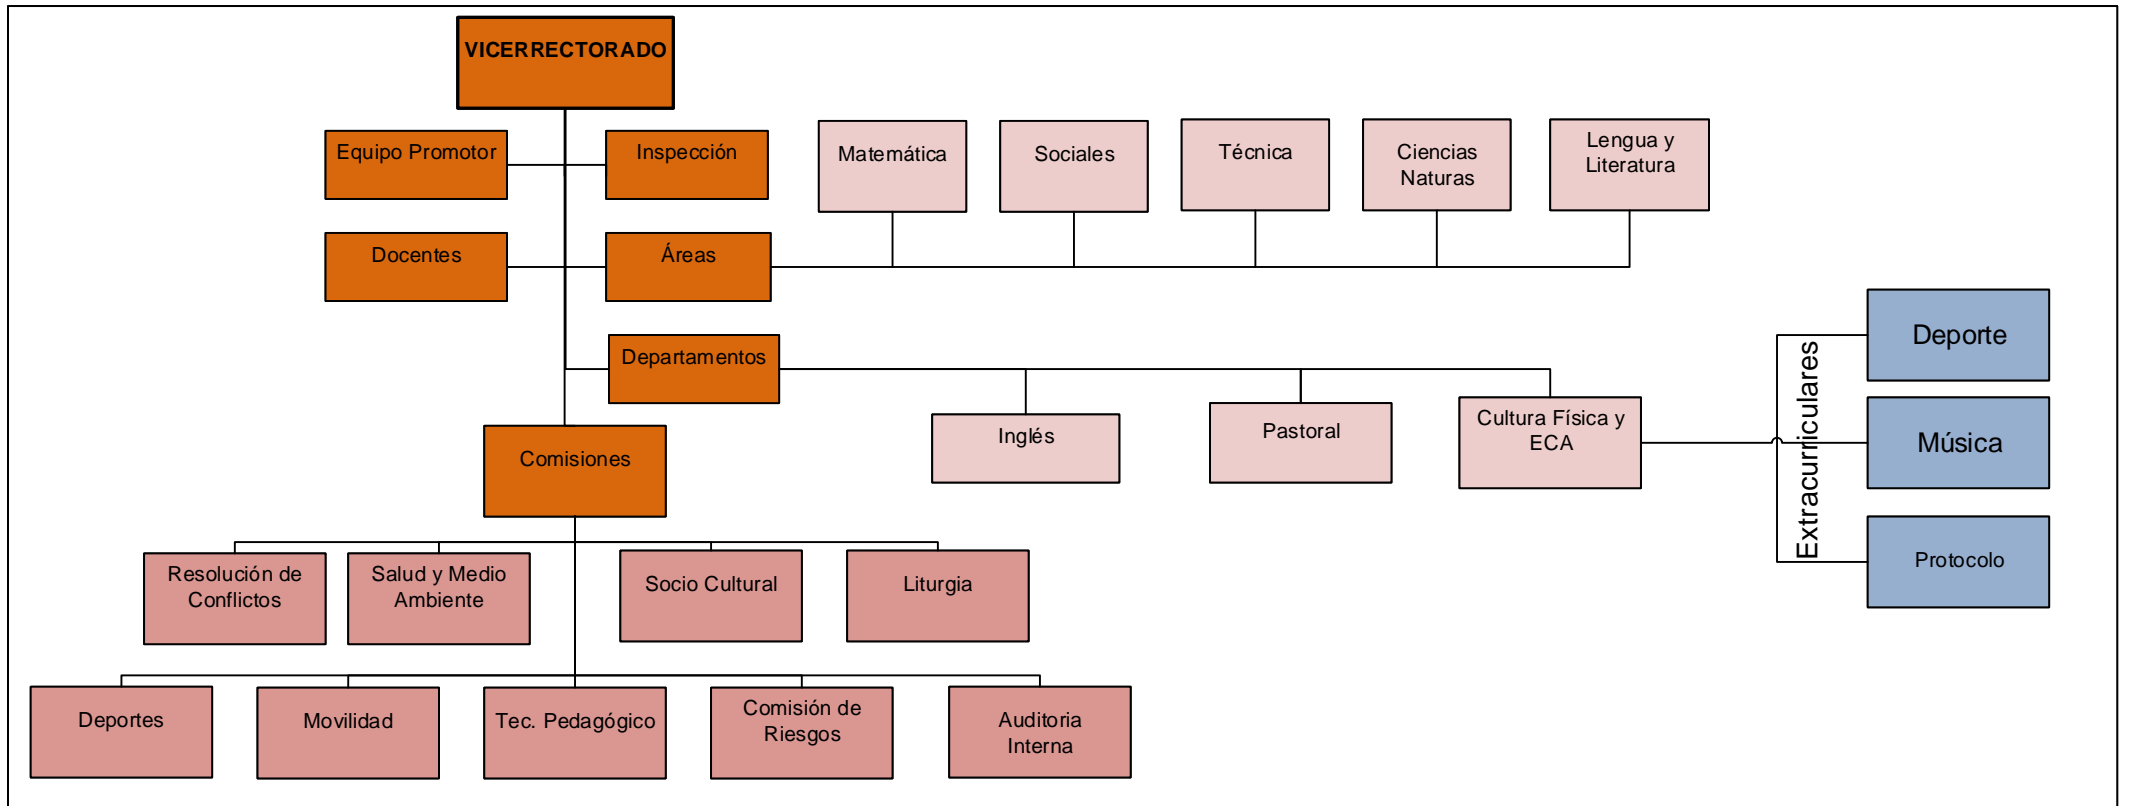 VICERRECTORADO
Equipo Promotor
Inspección
Matemática
Sociales
Técnica
Ciencias
Naturas
Lengua y
Literatura
Docentes
Áreas
Departamentos
Inglés
Pastoral
Cultura Física y
ECA
Extracurriculares
Deporte
Música
Protocolo
Comisiones
Resolución de
Conflictos
Salud y Medio
Ambiente
Socio Cultural
Liturgia
Deportes
Movilidad
Tec. Pedagógico
Comisión de
Riesgos
Auditoria
Interna